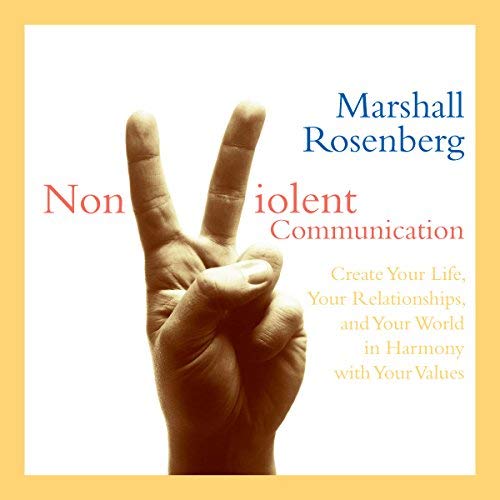 Marshall
Rosenberg
Non iolent
Communication
Create Your Life,
Your Relationships,
and Your World
in Harmony
with Your Values